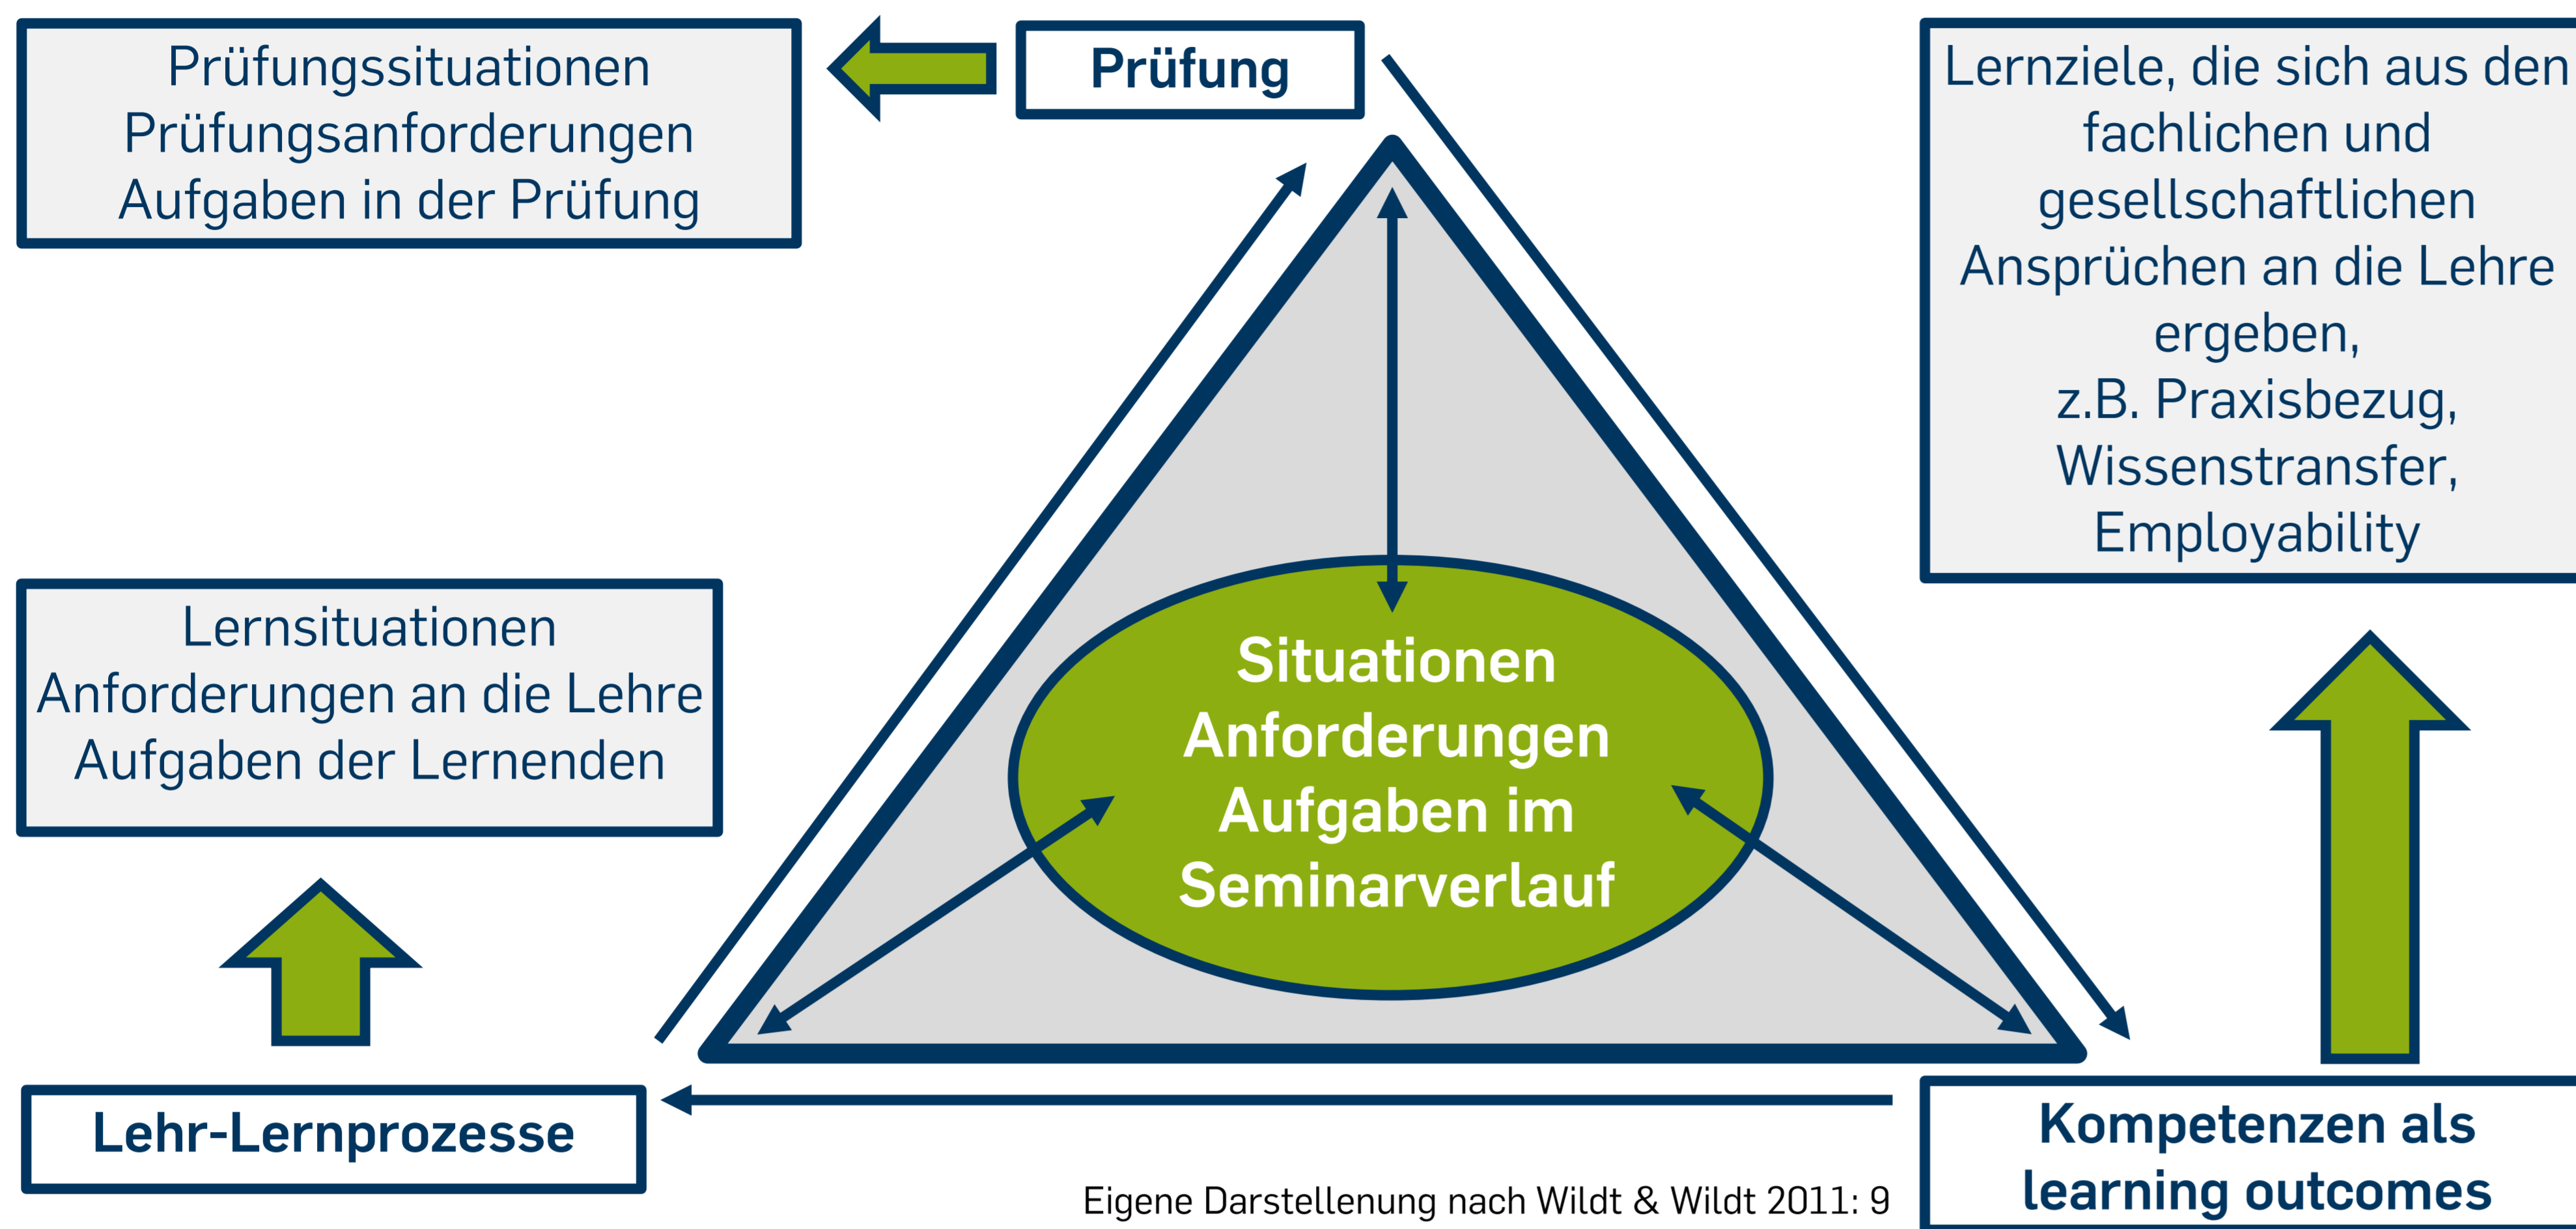 Prüfungssituationen
Prüfungsanforderungen
Aufgaben in der Prüfung
Prüfung
Lernziele, die sich aus den
fachlichen und
gesellschaftlichen
Ansprüchen an die Lehre
ergeben,
z.B. Praxisbezug,
Wissenstransfer,
Employability
Lernsituationen
Anforderungen an die Lehre
Aufgaben der Lernenden
Situationen
Anforderungen
Aufgaben im
Seminarverlauf
Lehr-Lernprozesse
Kompetenzen als
learning outcomes
Eigene Darstellenung nach Wildt & Wildt 2011: 9